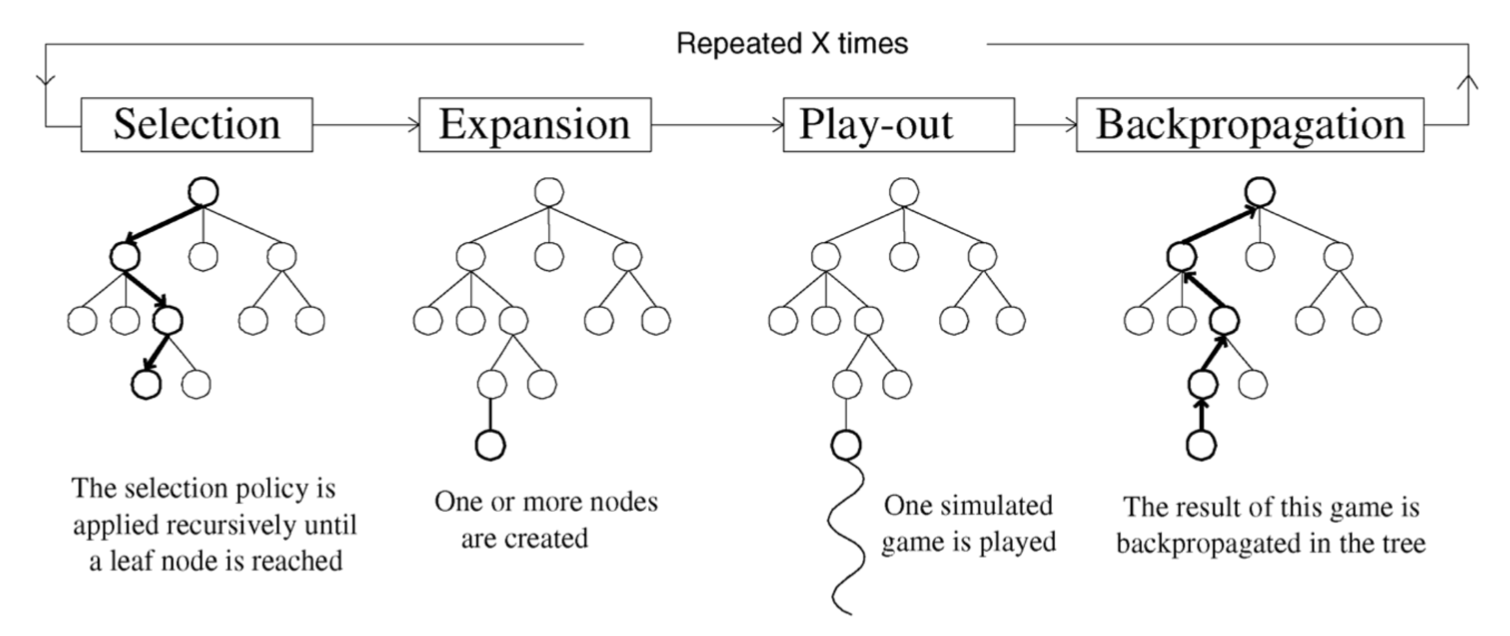 Repeated X times
Selection
Expansion
Play-out
Backpropagation
The selection policy is
applied recursively until
a leaf node is reached
One or more nodes
are created
One simulated
game is played
The result of this game is
backpropagated in the tree